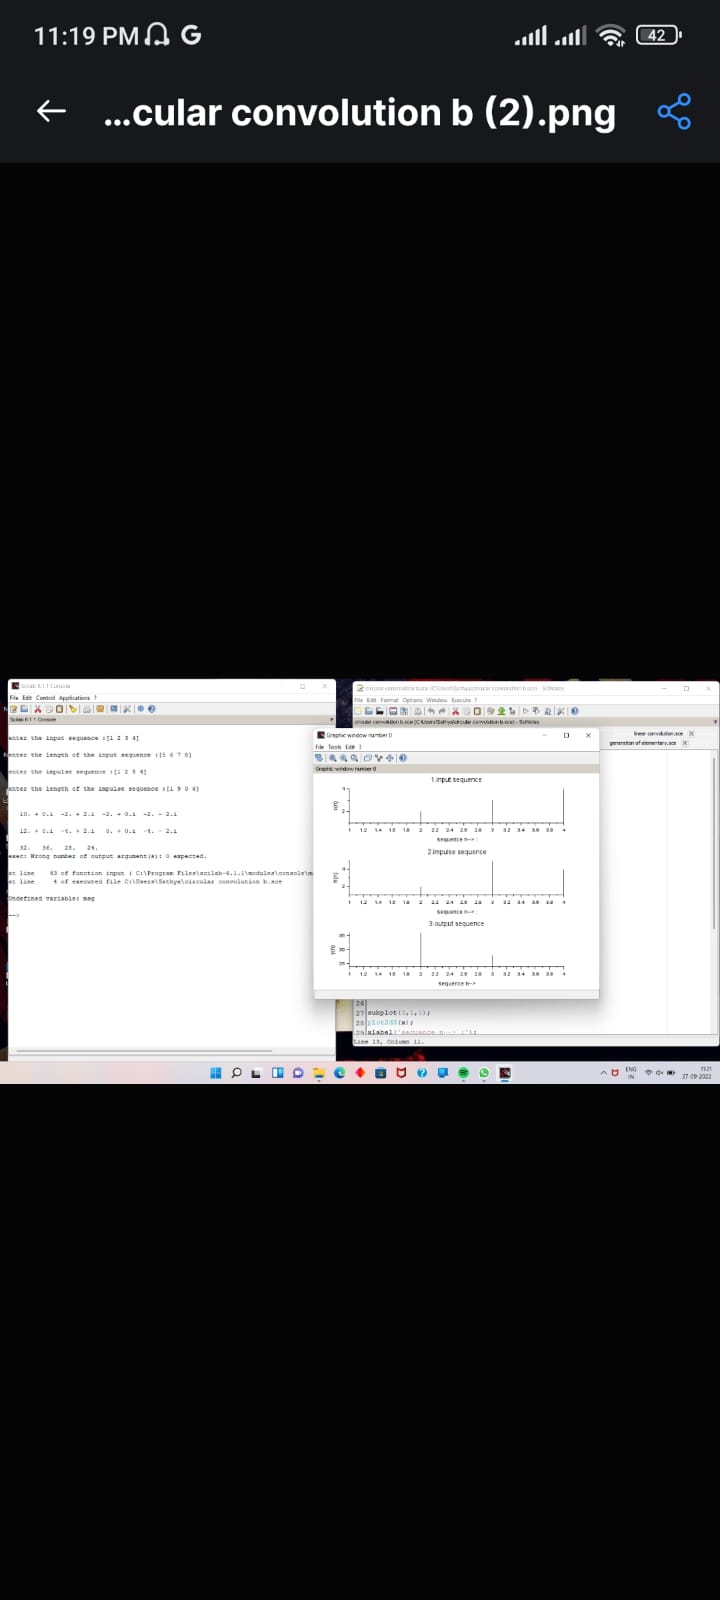 11:19 PM G 42
...cular convolution b (2).png
Scilab 6.1.1 Console
File Edit Control Applications ?
Scilab 6.1.1 Console
enter the input sequence :[1 2 3 4]
enter the length of the input sequence :[5 6 7 8]
enter the impulse sequence :[1 2 5 4]
enter the length of the impulse sequence :[1 9 0 6]
10. + 0.i -2. + 2.i -2. + 0.i -2. - 2.i
12. + 0.i -4. + 2.i 0. + 0.i -4. - 2.i
exec: Wrong number of output argument(s): 0 expected.
at line 43 of function input
at line 4 of executed file C:\Users\Sathya\circular convolution b.sce
Undefined variable: mag
-->
circular convolution b.sce (C:\Users\Sathya\circular convolution b.sce) - SciNotes
File Edit Format Options Window Execute ?
circular convolution b.sce (C:\Users\Sathya\circular convolution b.sce) - SciNotes
linear convolution.sce
generation of elementary.sce
Graphic window number 0
File Tools Edit ?
Graphic window number 0
1.input sequence
x(n)
4
2
1 1.2 1.4 1.6 1.8 2 2.2 2.4 2.6 2.8 3 3.2 3.4 3.6 3.8 4
sequence n-->
2.impulse sequence
4
2
1 1.2 1.4 1.6 1.8 2 2.2 2.4 2.6 2.8 3 3.2 3.4 3.6 3.8 4
sequence n-->
3.output sequence
y(n)
35
30
25
1 1.2 1.4 1.6 1.8 2 2.2 2.4 2.6 2.8 3 3.2 3.4 3.6 3.8 4
sequence n-->
26
27 subplot(3,1,1);
28 plot2d3(x);
29 xlabel('sequence n-->
Line 19, Column 11.
ENG
IN
11:21
27-09-2022